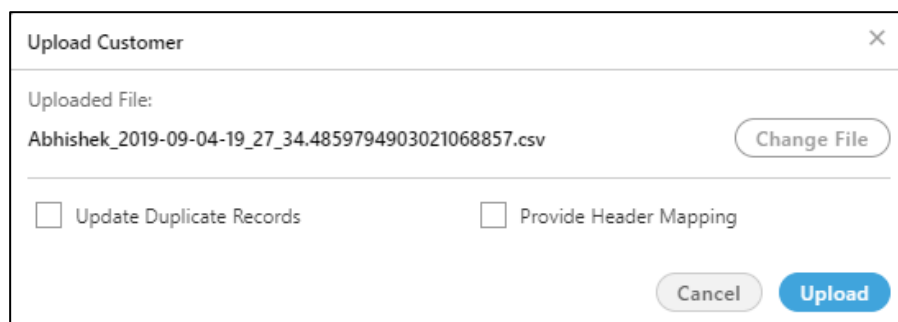 Upload Customer
Uploaded File:
Abhishek_2019-09-04-19_27_34.4859794903021068857.csv
Change File
Update Duplicate Records
Provide Header Mapping
Cancel
Upload